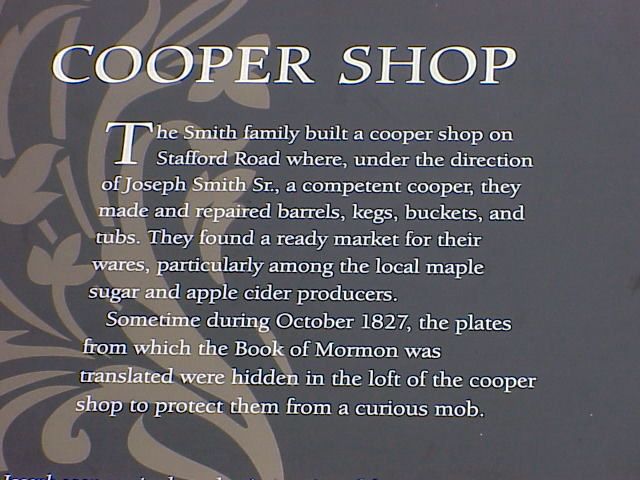 COOPER SHOP
The Smith family built a cooper shop on
Stafford Road where, under the direction
of Joseph Smith Sr., a competent cooper, they
made and repaired barrels, kegs, buckets, and
tubs. They found a ready market for their
wares, particularly among the local maple
sugar and apple cider producers.
Sometime during October 1827, the plates
from which the Book of Mormon was
translated were hidden in the loft of the cooper
shop to protect them from a curious mob.